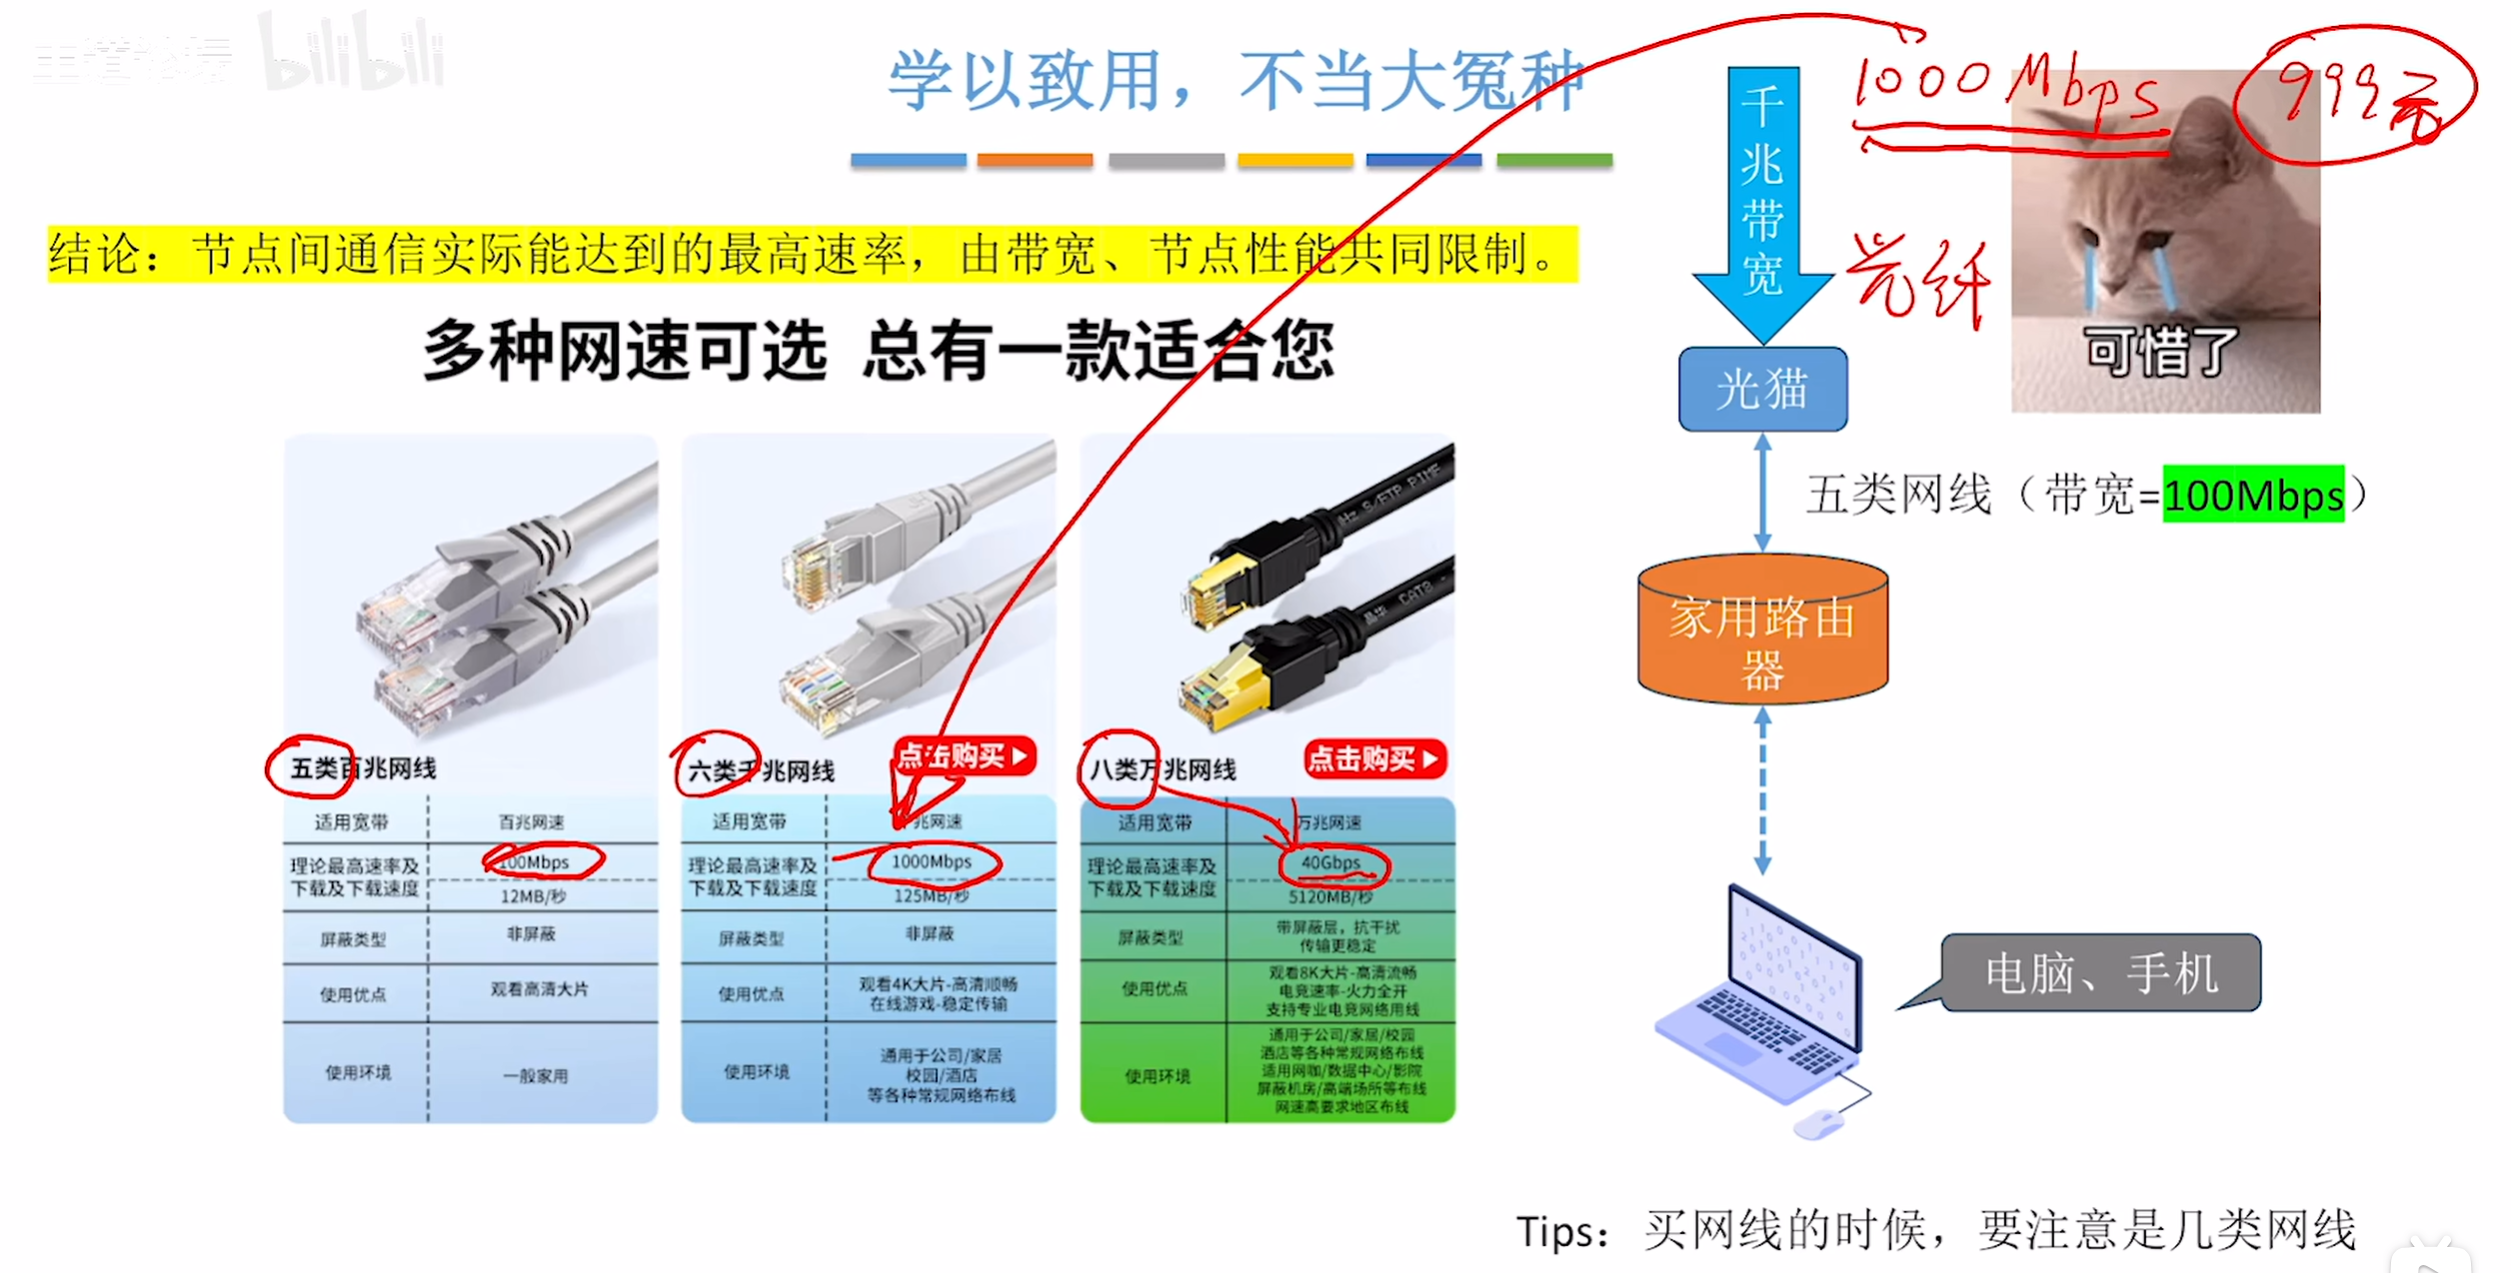 王道论坛 bilibili
学以致用，不当大冤种
结论：节点间通信实际能达到的最高速率，由带宽、节点性能共同限制。
多种网速可选 总有一款适合您
五类百兆网线
适用宽带 百兆网速
理论最高速率及
下载及下载速度
100Mbps
12MB/秒
屏蔽类型 非屏蔽
使用优点 观看高清大片
使用环境 一般家用
六类千兆网线
点击购买
适用宽带 兆网速
理论最高速率及
下载及下载速度
1000Mbps
125MB/秒
屏蔽类型 非屏蔽
使用优点
观看4K大片-高清顺畅
在线游戏-稳定传输
使用环境
通用于公司/家居
校园/酒店
等各种常规网络布线
S/FTP PIMF
CAT8
八类万兆网线
点击购买
适用宽带 万兆网速
理论最高速率及
下载及下载速度
40Gbps
5120MB/秒
屏蔽类型
带屏蔽层，抗干扰
传输更稳定
使用优点
观看8K大片-高清流畅
电竞速率-火力全开
支持专业电竞网络用线
使用环境
通用于公司/家居/校园
酒店等各种常规网络布线
适用网咖/数据中心/影院
屏蔽机房/高端场所等布线
网速高要求地区布线
千兆带宽
1000Mbps
999元
光纤
可惜了
光猫
五类网线（带宽=100Mbps）
家用路由
器
电脑、手机
Tips：买网线的时候，要注意是几类网线